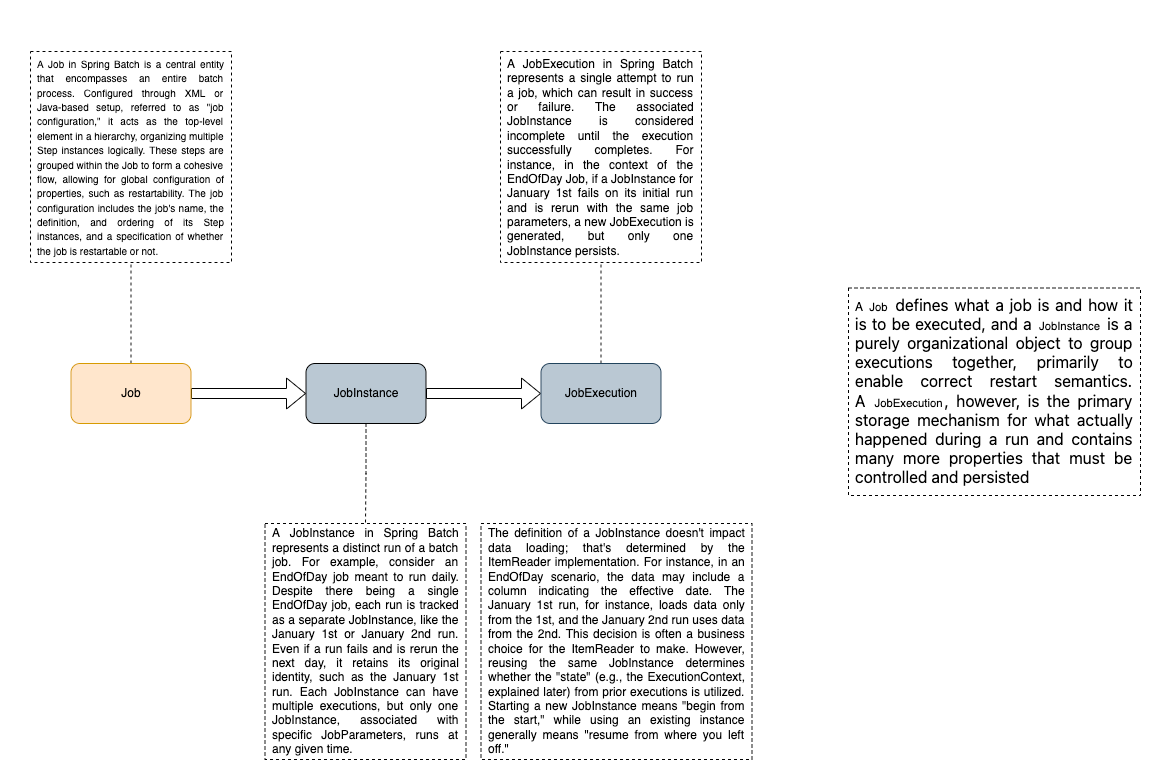 A Job in Spring Batch is a central entity
that encompasses an entire batch
process. Configured through XML or
Java-based setup, referred to as "job
configuration," it acts as the top-level
element in a hierarchy, organizing multiple
Step instances logically. These steps are
grouped within the Job to form a cohesive
flow, allowing for global configuration of
properties, such as restartability. The job
configuration includes the job's name, the
definition, and ordering of its Step
instances, and a specification of whether
the job is restartable or not.
A JobExecution in Spring Batch
represents a single attempt to run
a job, which can result in success
or failure. The associated
JobInstance is considered
incomplete until the execution
successfully completes. For
instance, in the context of the
EndOfDay Job, if a JobInstance for
January 1st fails on its initial run
and is rerun with the same job
parameters, a new JobExecution is
generated, but only one
JobInstance persists.
A Job defines what a job is and how it
is to be executed, and a JobInstance is a
purely organizational object to group
executions together, primarily to
enable correct restart semantics.
A JobExecution, however, is the primary
storage mechanism for what actually
happened during a run and contains
many more properties that must be
controlled and persisted
Job
JobInstance
JobExecution
A JobInstance in Spring Batch
represents a distinct run of a batch
job. For example, consider an
EndOfDay job meant to run daily.
Despite there being a single
EndOfDay job, each run is tracked
as a separate JobInstance, like the
January 1st or January 2nd run.
Even if a run fails and is rerun the
next day, it retains its original
identity, such as the January 1st
run. Each JobInstance can have
multiple executions, but only one
JobInstance, associated with
specific JobParameters, runs at
any given time.
The definition of a JobInstance doesn't impact
data loading; that's determined by the
ItemReader implementation. For instance, in an
EndOfDay scenario, the data may include a
column indicating the effective date. The
January 1st run, for instance, loads data only
from the 1st, and the January 2nd run uses data
from the 2nd. This decision is often a business
choice for the ItemReader to make. However,
reusing the same JobInstance determines
whether the "state" (e.g., the ExecutionContext,
explained later) from prior executions is utilized.
Starting a new JobInstance means "begin from
the start," while using an existing instance
generally means "resume from where you left
off."